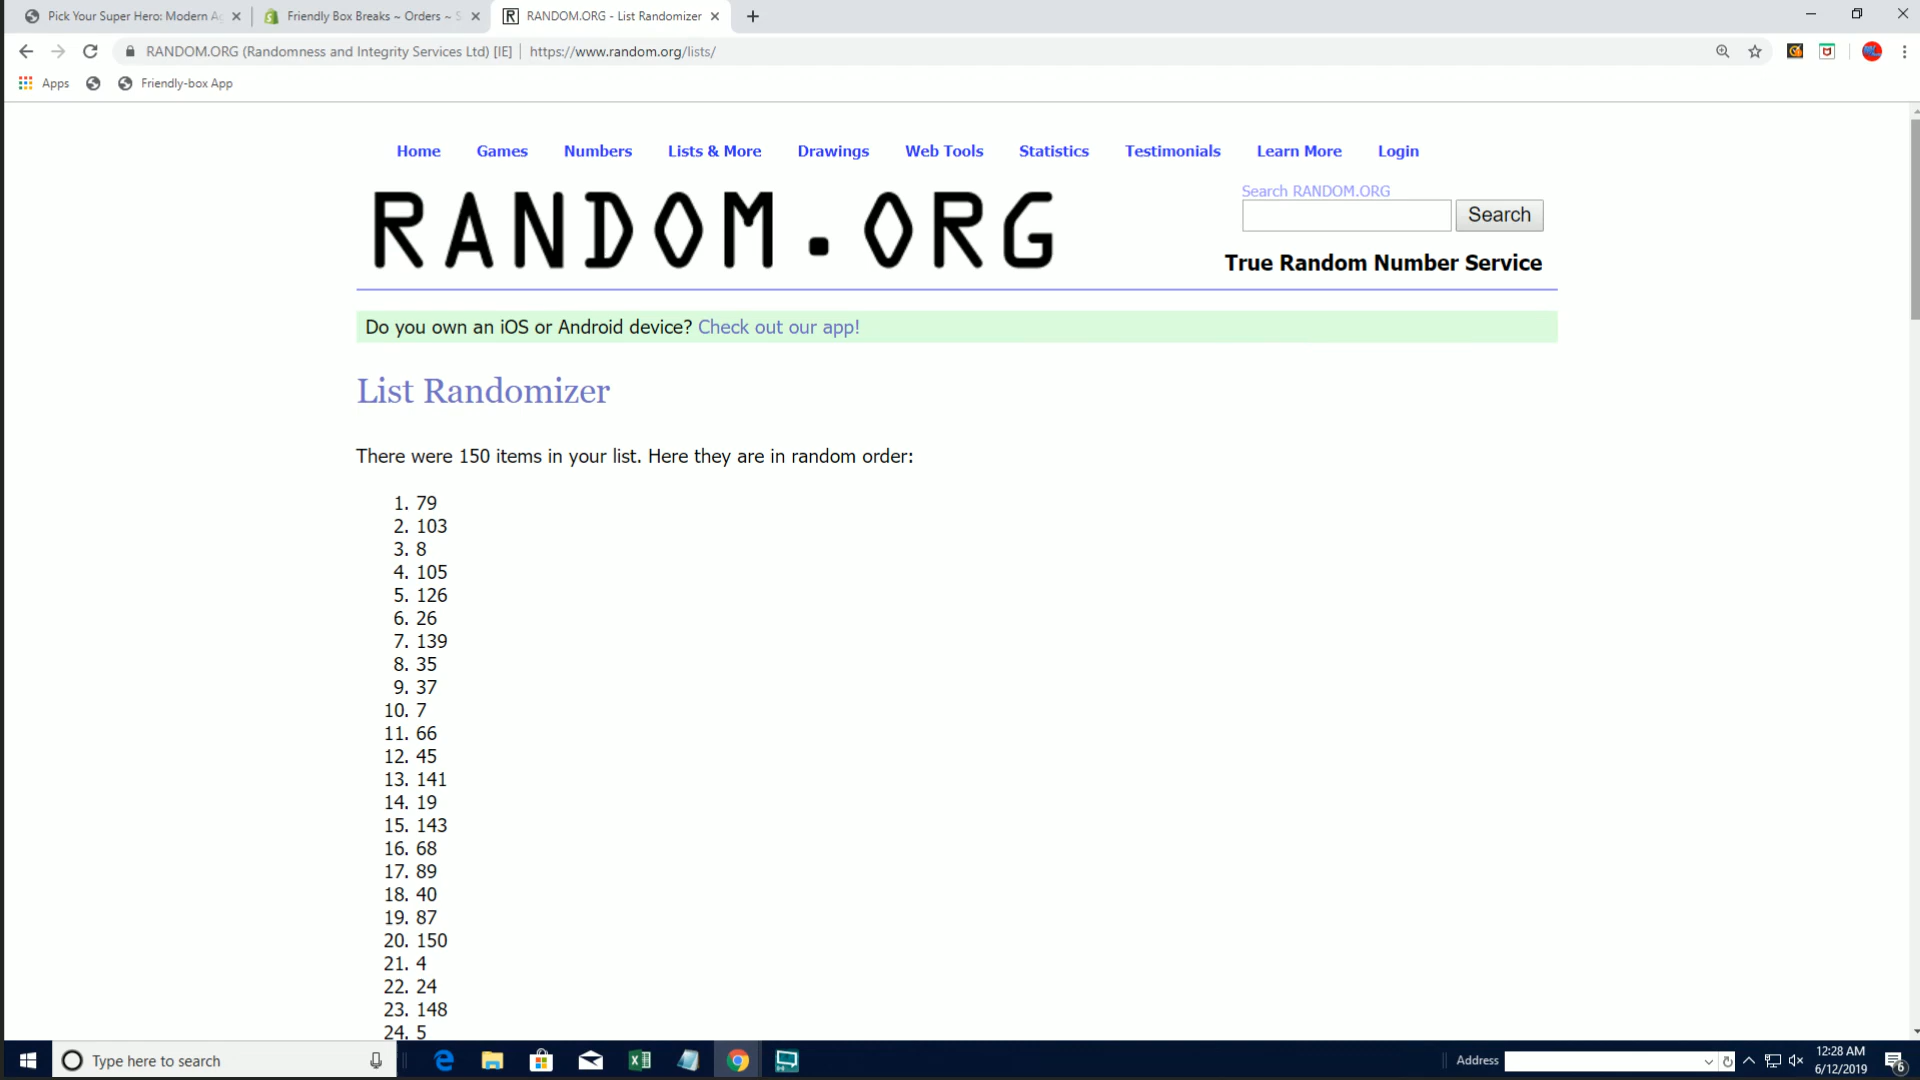 Pick Your Super Hero: Modern Ag
Friendly Box Breaks ~ Orders ~ S
RANDOM.ORG - List Randomizer
RANDOM.ORG (Randomness and Integrity Services Ltd) [IE] | https://www.random.org/lists/
Apps
Friendly-box App
Home Games Numbers Lists & More Drawings Web Tools Statistics Testimonials Learn More Login
RANDOM.ORG
Search RANDOM.ORG
Search
True Random Number Service
Do you own an iOS or Android device? Check out our app!
List Randomizer
There were 150 items in your list. Here they are in random order:
1. 79
2. 103
3. 8
4. 105
5. 126
6. 26
7. 139
8. 35
9. 37
10. 7
11. 66
12. 45
13. 141
14. 19
15. 143
16. 68
17. 89
18. 40
19. 87
20. 150
21. 4
22. 24
23. 148
24. 5
Type here to search
Address
12:28 AM
6/12/2019
6